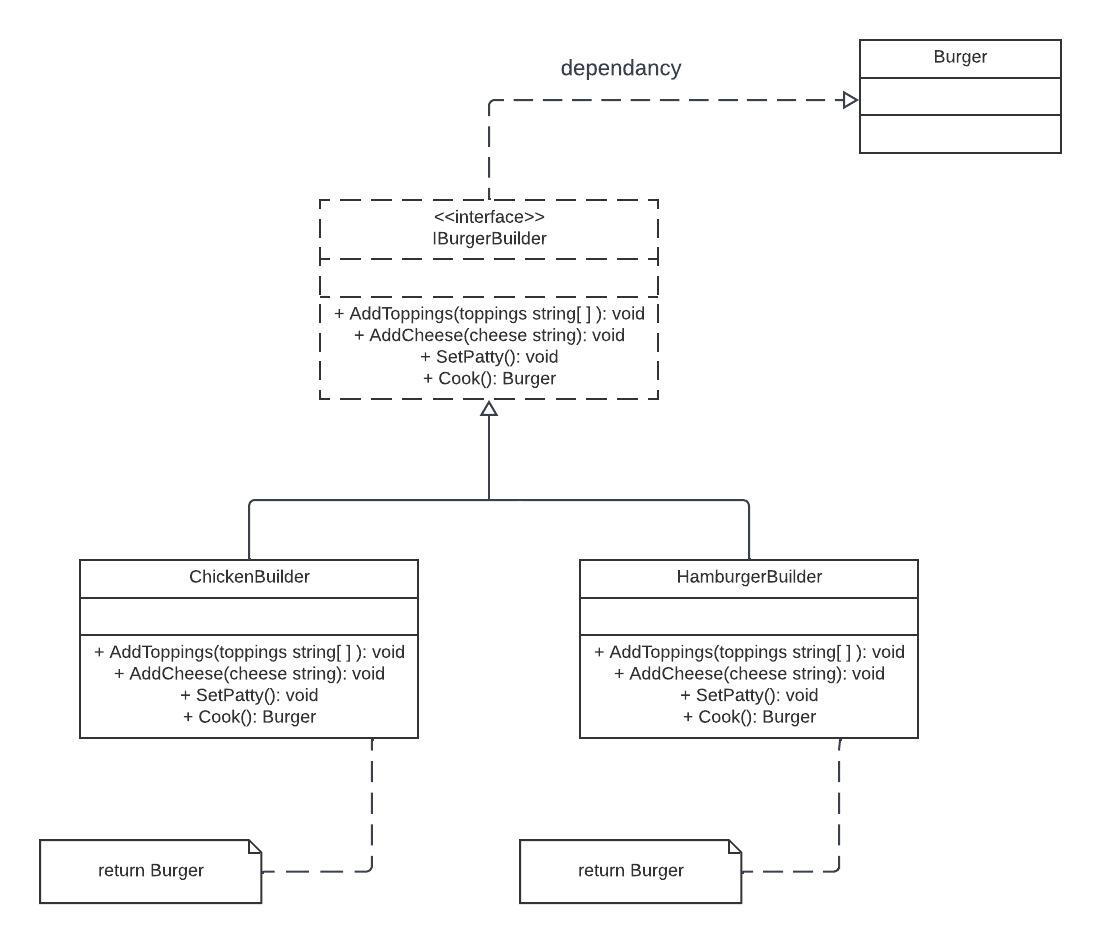 dependancy
Burger
<<interface>>
IBurgerBuilder
+ AddToppings(toppings string[ ] ): void
+ AddCheese(cheese string): void
+ SetPatty(): void
+ Cook(): Burger
ChickenBuilder
+ AddToppings(toppings string[ ] ): void
+ AddCheese(cheese string): void
+ SetPatty(): void
+ Cook(): Burger
HamburgerBuilder
+ AddToppings(toppings string[ ] ): void
+ AddCheese(cheese string): void
+ SetPatty(): void
+ Cook(): Burger
return Burger
return Burger